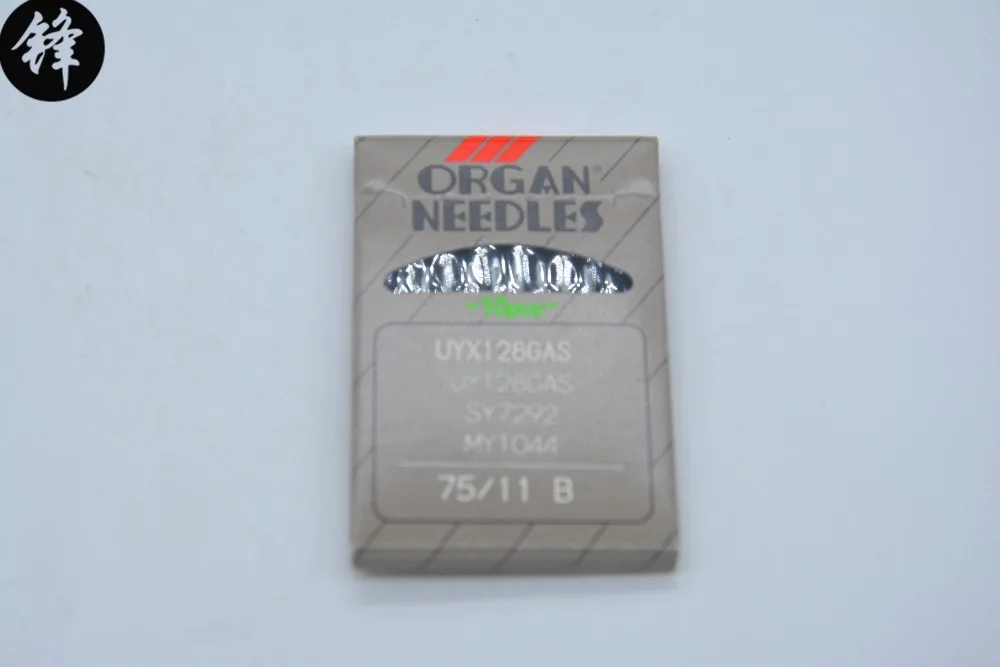 锋
ORGAN®
NEEDLES
-10pcs-
UYX128GAS
UY128GAS
SY7292
MY1044
75/11 B